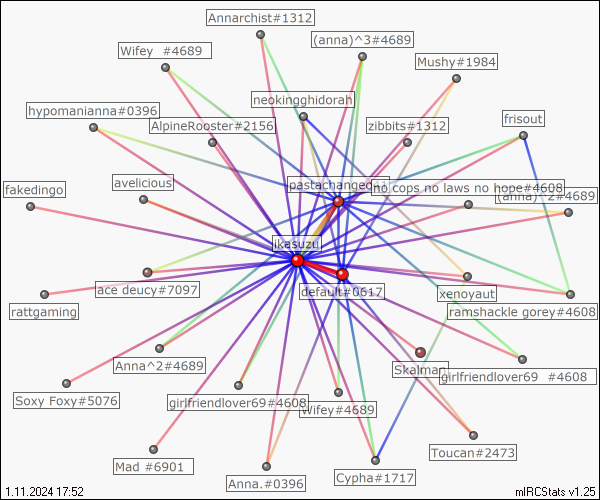 Annarchist#1312
(anna)^3#4689
Wifey #4689
Mushy#1984
neokingghidorah
hypomanianna#0396
AlpineRooster#2156
zibbits#1312
frisout
fakedingo
avelicious
pastachanged
no cops no laws no hope#4608
(anna)^2#4689
ikasuzu
ace deucy#7097
default#0617
xenoyaut
rattgaming
ramshackle gorey#4608
Anna^2#4689
Skalman
girlfriendlover69 #4608
Soxy Foxy#5076
girlfriendlover69#4608
Wifey#4689
Toucan#2473
Mad #6901
Anna.#0396
Cypha#1717
1.11.2024 17:52
mIRCStats v1.25